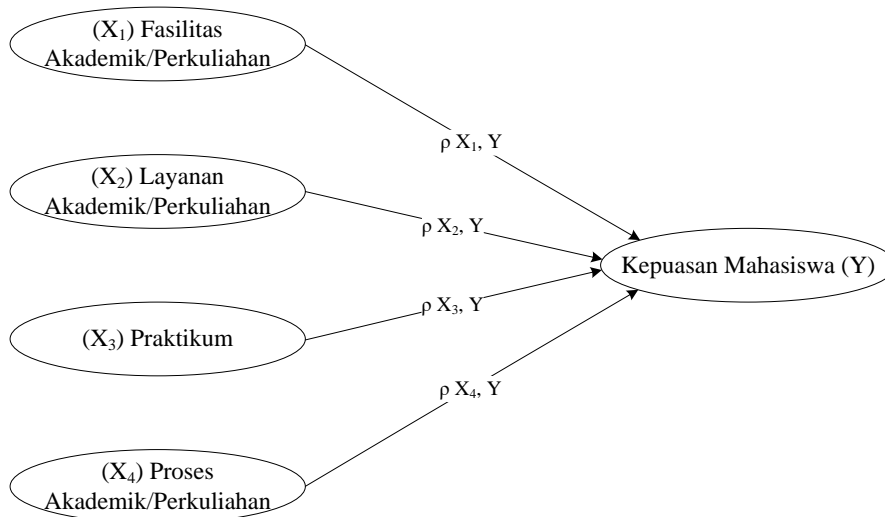 (X₁) Fasilitas
Akademik/Perkuliahan
ρ X₁, Y
(X₂) Layanan
Akademik/Perkuliahan
ρ X₂, Y
Kepuasan Mahasiswa (Y)
ρ X₃, Y
(X₃) Praktikum
ρ X₄, Y
(X₄) Proses
Akademik/Perkuliahan